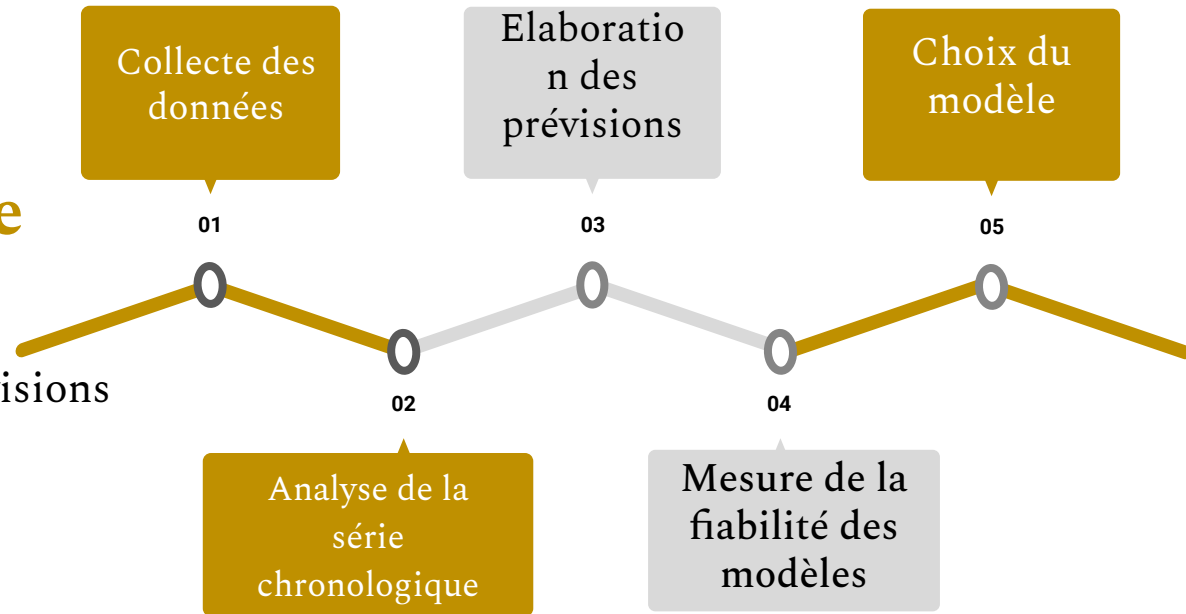 Collecte des
données
01
Elaboratio
n des
prévisions
03
Choix du
modèle
05
e
isions
02
Analyse de la
série
chronologique
04
Mesure de la
fiabilité des
modèles